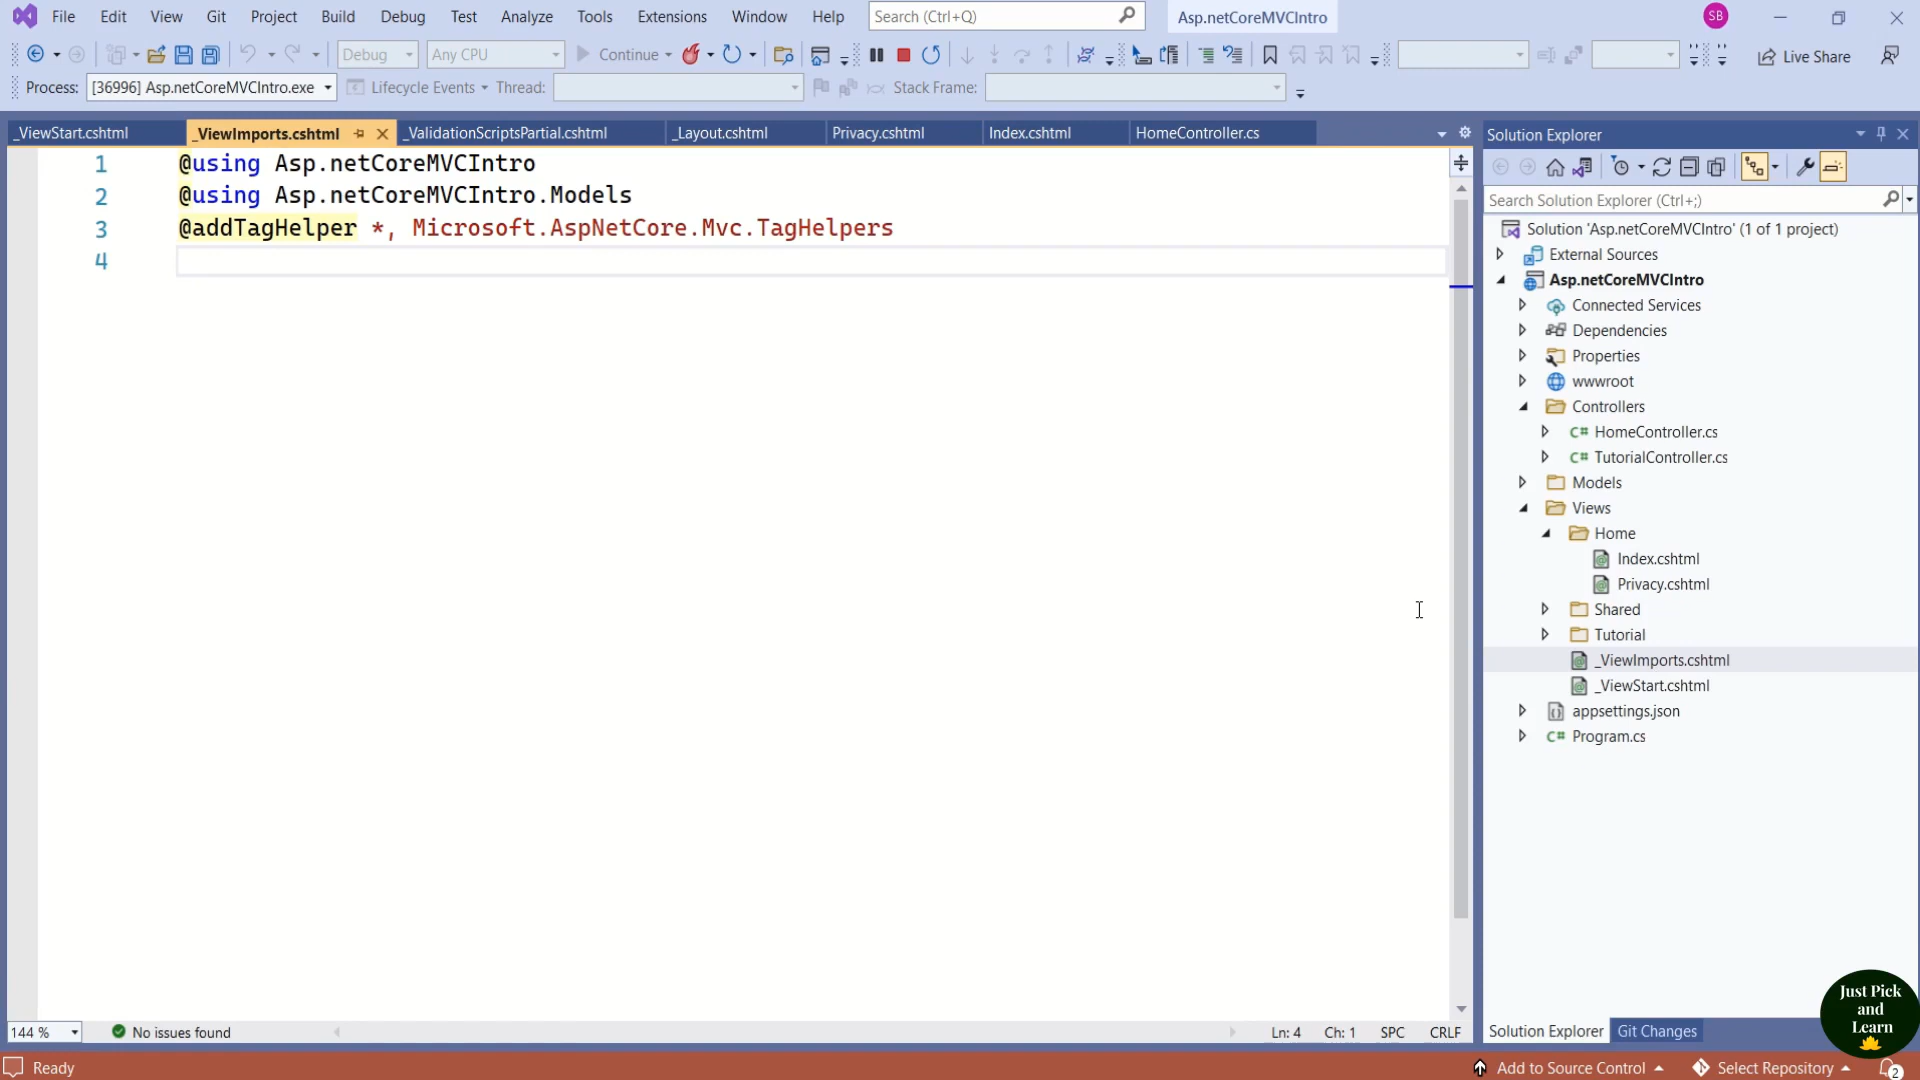 File Edit View Git Project Build Debug Test Analyze Tools Extensions Window Help Search (Ctrl+Q) Asp.netCoreMVCIntro SB
Debug Any CPU Continue Live Share
Process: [36996] Asp.netCoreMVCIntro.exe Lifecycle Events Thread: Stack Frame:
_ViewStart.cshtml _ViewImports.cshtml _ValidationScriptsPartial.cshtml _Layout.cshtml Privacy.cshtml Index.cshtml HomeController.cs
1 @using Asp.netCoreMVCIntro
2 @using Asp.netCoreMVCIntro.Models
3 @addTagHelper *, Microsoft.AspNetCore.Mvc.TagHelpers
4
Solution Explorer
Search Solution Explorer (Ctrl+;)
Solution 'Asp.netCoreMVCIntro' (1 of 1 project)
External Sources
Asp.netCoreMVCIntro
Connected Services
Dependencies
Properties
wwwroot
Controllers
C# HomeController.cs
C# TutorialController.cs
Models
Views
Home
Index.cshtml
Privacy.cshtml
Shared
Tutorial
_ViewImports.cshtml
_ViewStart.cshtml
appsettings.json
C# Program.cs
Just Pick
and
Learn
144 % No issues found Ln: 4 Ch: 1 SPC CRLF
Solution Explorer Git Changes
Ready Add to Source Control Select Repository 2